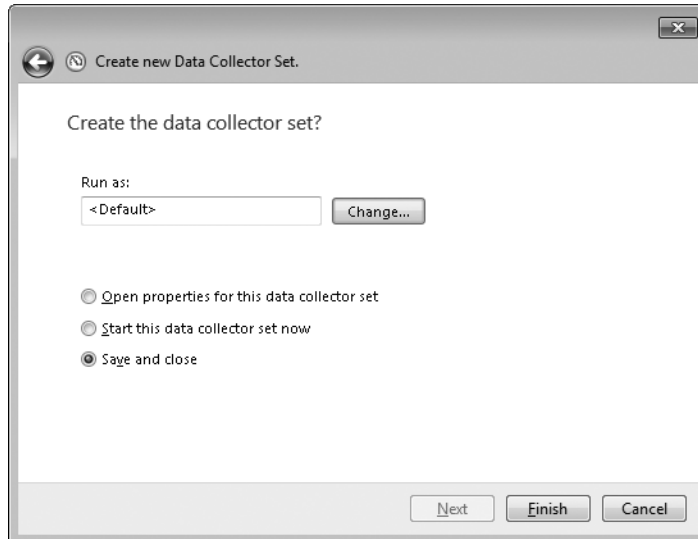 Create new Data Collector Set.
Create the data collector set?
Run as:
<Default>
Change...
Open properties for this data collector set
Start this data collector set now
Save and close
Next
Finish
Cancel